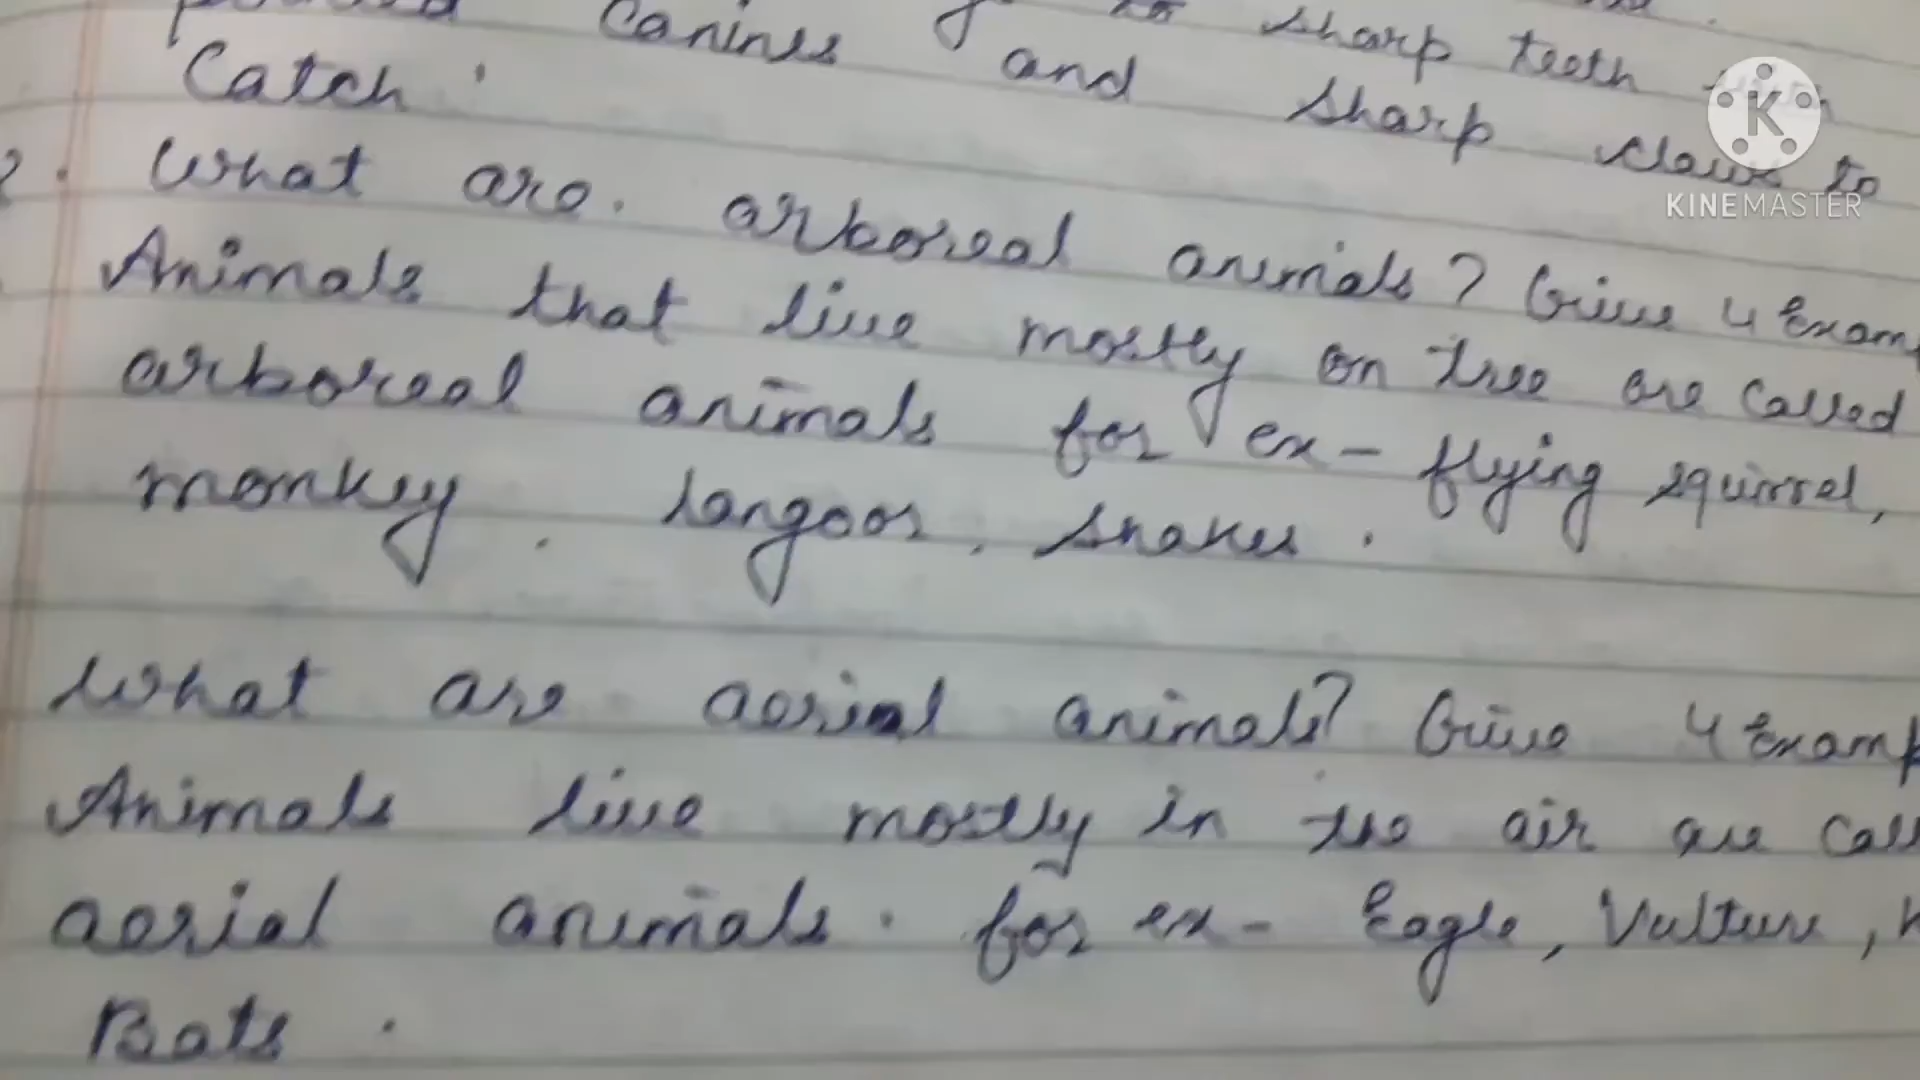 Canines sharp teeth
Catch. and sharp claws to
What are. arboreal animals? Give 4 Exam
Animals that live mostly on tree are called
arboreal animals for ex - flying squirrel,
monkey. langoor, snakes.
What are aerial animals? Give 4 Examp
Animals live mostly in the air are Call
aerial animals. for ex - Eagle, Vulture,
Bats.
K
KINEMASTER